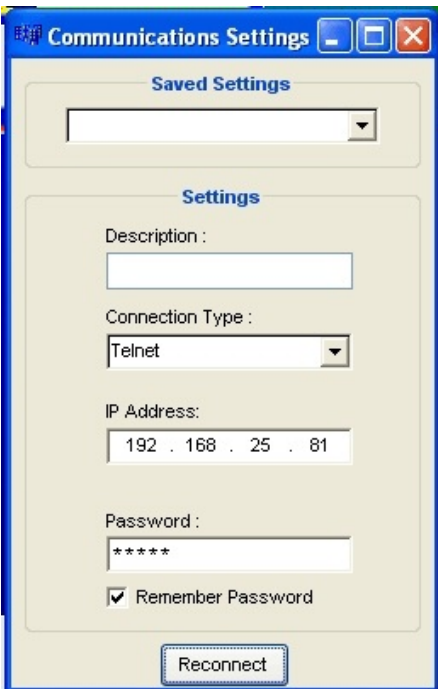 Communications Settings
Saved Settings
Settings
Description :
Connection Type :
Telnet
IP Address:
192 . 168 . 25 . 81
Password :
*****
Remember Password
Reconnect